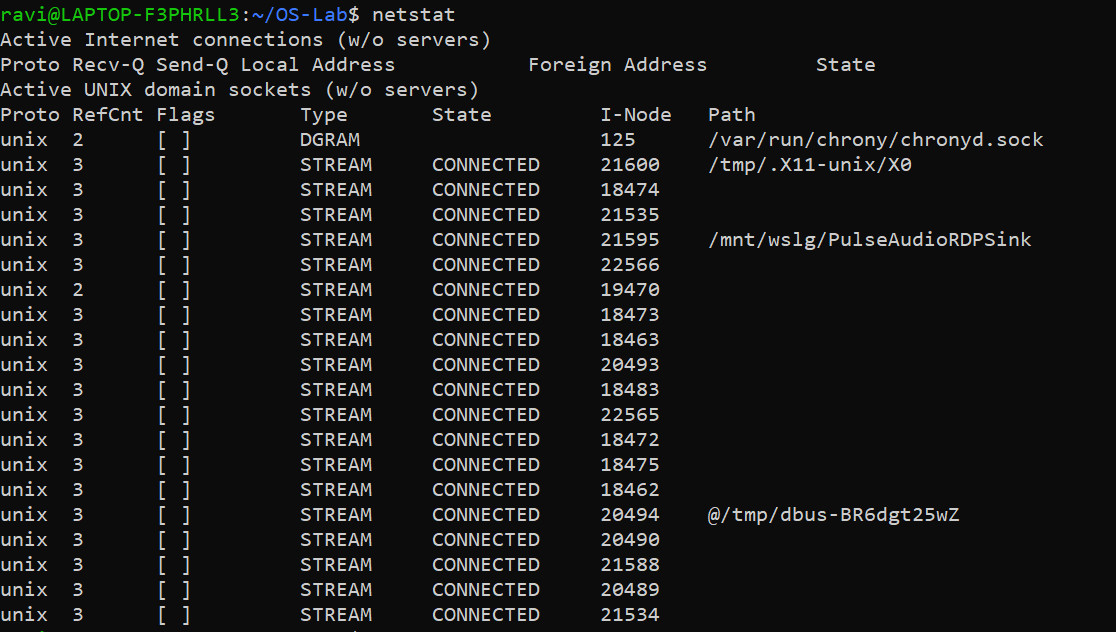 ravi@LAPTOP-F3PHRLL3:~/OS-Lab$ netstat
Active Internet connections (w/o servers)
Proto Recv-Q Send-Q Local Address           Foreign Address         State
Active UNIX domain sockets (w/o servers)
Proto RefCnt Flags       Type       State         I-Node   Path
unix  2      [ ]         DGRAM                    125      /var/run/chrony/chronyd.sock
unix  3      [ ]         STREAM     CONNECTED     21600    /tmp/.X11-unix/X0
unix  3      [ ]         STREAM     CONNECTED     18474
unix  3      [ ]         STREAM     CONNECTED     21535
unix  3      [ ]         STREAM     CONNECTED     21595    /mnt/wslg/PulseAudioRDPSink
unix  3      [ ]         STREAM     CONNECTED     22566
unix  2      [ ]         STREAM     CONNECTED     19470
unix  3      [ ]         STREAM     CONNECTED     18473
unix  3      [ ]         STREAM     CONNECTED     18463
unix  3      [ ]         STREAM     CONNECTED     20493
unix  3      [ ]         STREAM     CONNECTED     18483
unix  3      [ ]         STREAM     CONNECTED     22565
unix  3      [ ]         STREAM     CONNECTED     18472
unix  3      [ ]         STREAM     CONNECTED     18475
unix  3      [ ]         STREAM     CONNECTED     18462
unix  3      [ ]         STREAM     CONNECTED     20494    @/tmp/dbus-BR6dgt25wZ
unix  3      [ ]         STREAM     CONNECTED     20490
unix  3      [ ]         STREAM     CONNECTED     21588
unix  3      [ ]         STREAM     CONNECTED     20489
unix  3      [ ]         STREAM     CONNECTED     21534